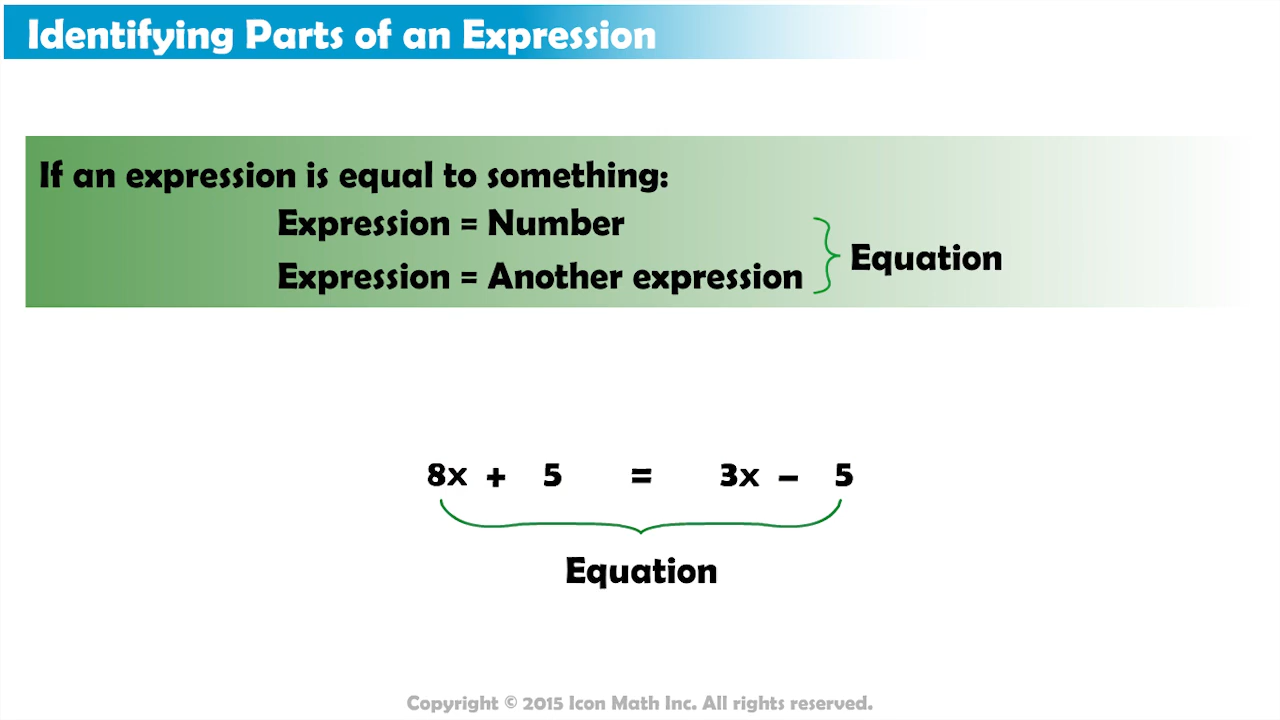 Identifying Parts of an Expression
If an expression is equal to something:
Expression = Number
Expression = Another expression
Equation
8x + 5 = 3x – 5
Equation
Copyright © 2015 Icon Math Inc. All rights reserved.